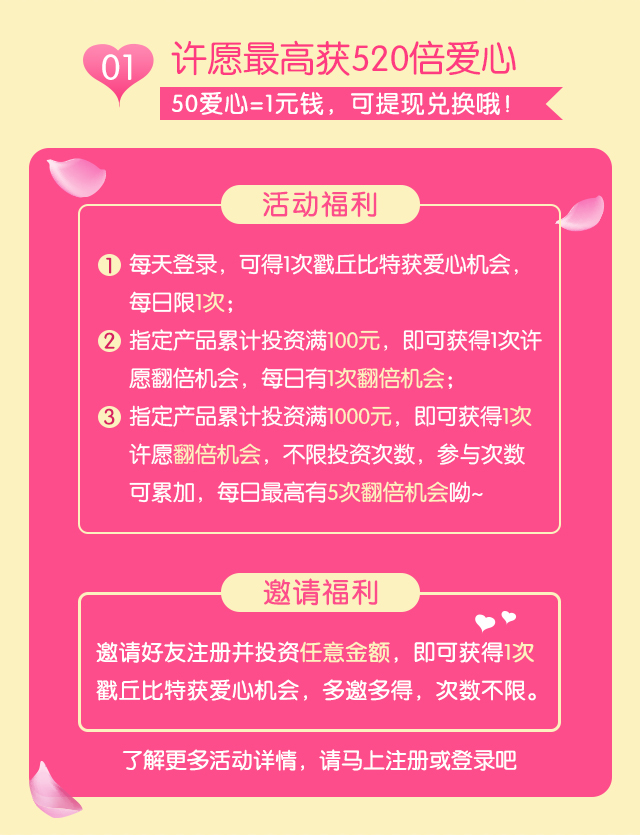 01
许愿最高获520倍爱心
50爱心=1元钱，可提现兑换哦！
活动福利
1 每天登录，可得1次戳丘比特获爱心机会，
每日限1次；
2 指定产品累计投资满100元，即可获得1次许
愿翻倍机会，每日有1次翻倍机会；
3 指定产品累计投资满1000元，即可获得1次
许愿翻倍机会，不限投资次数，参与次数
可累加，每日最高有5次翻倍机会呦~
邀请福利
邀请好友注册并投资任意金额，即可获得1次
戳丘比特获爱心机会，多邀多得，次数不限。
了解更多活动详情，请马上注册或登录吧